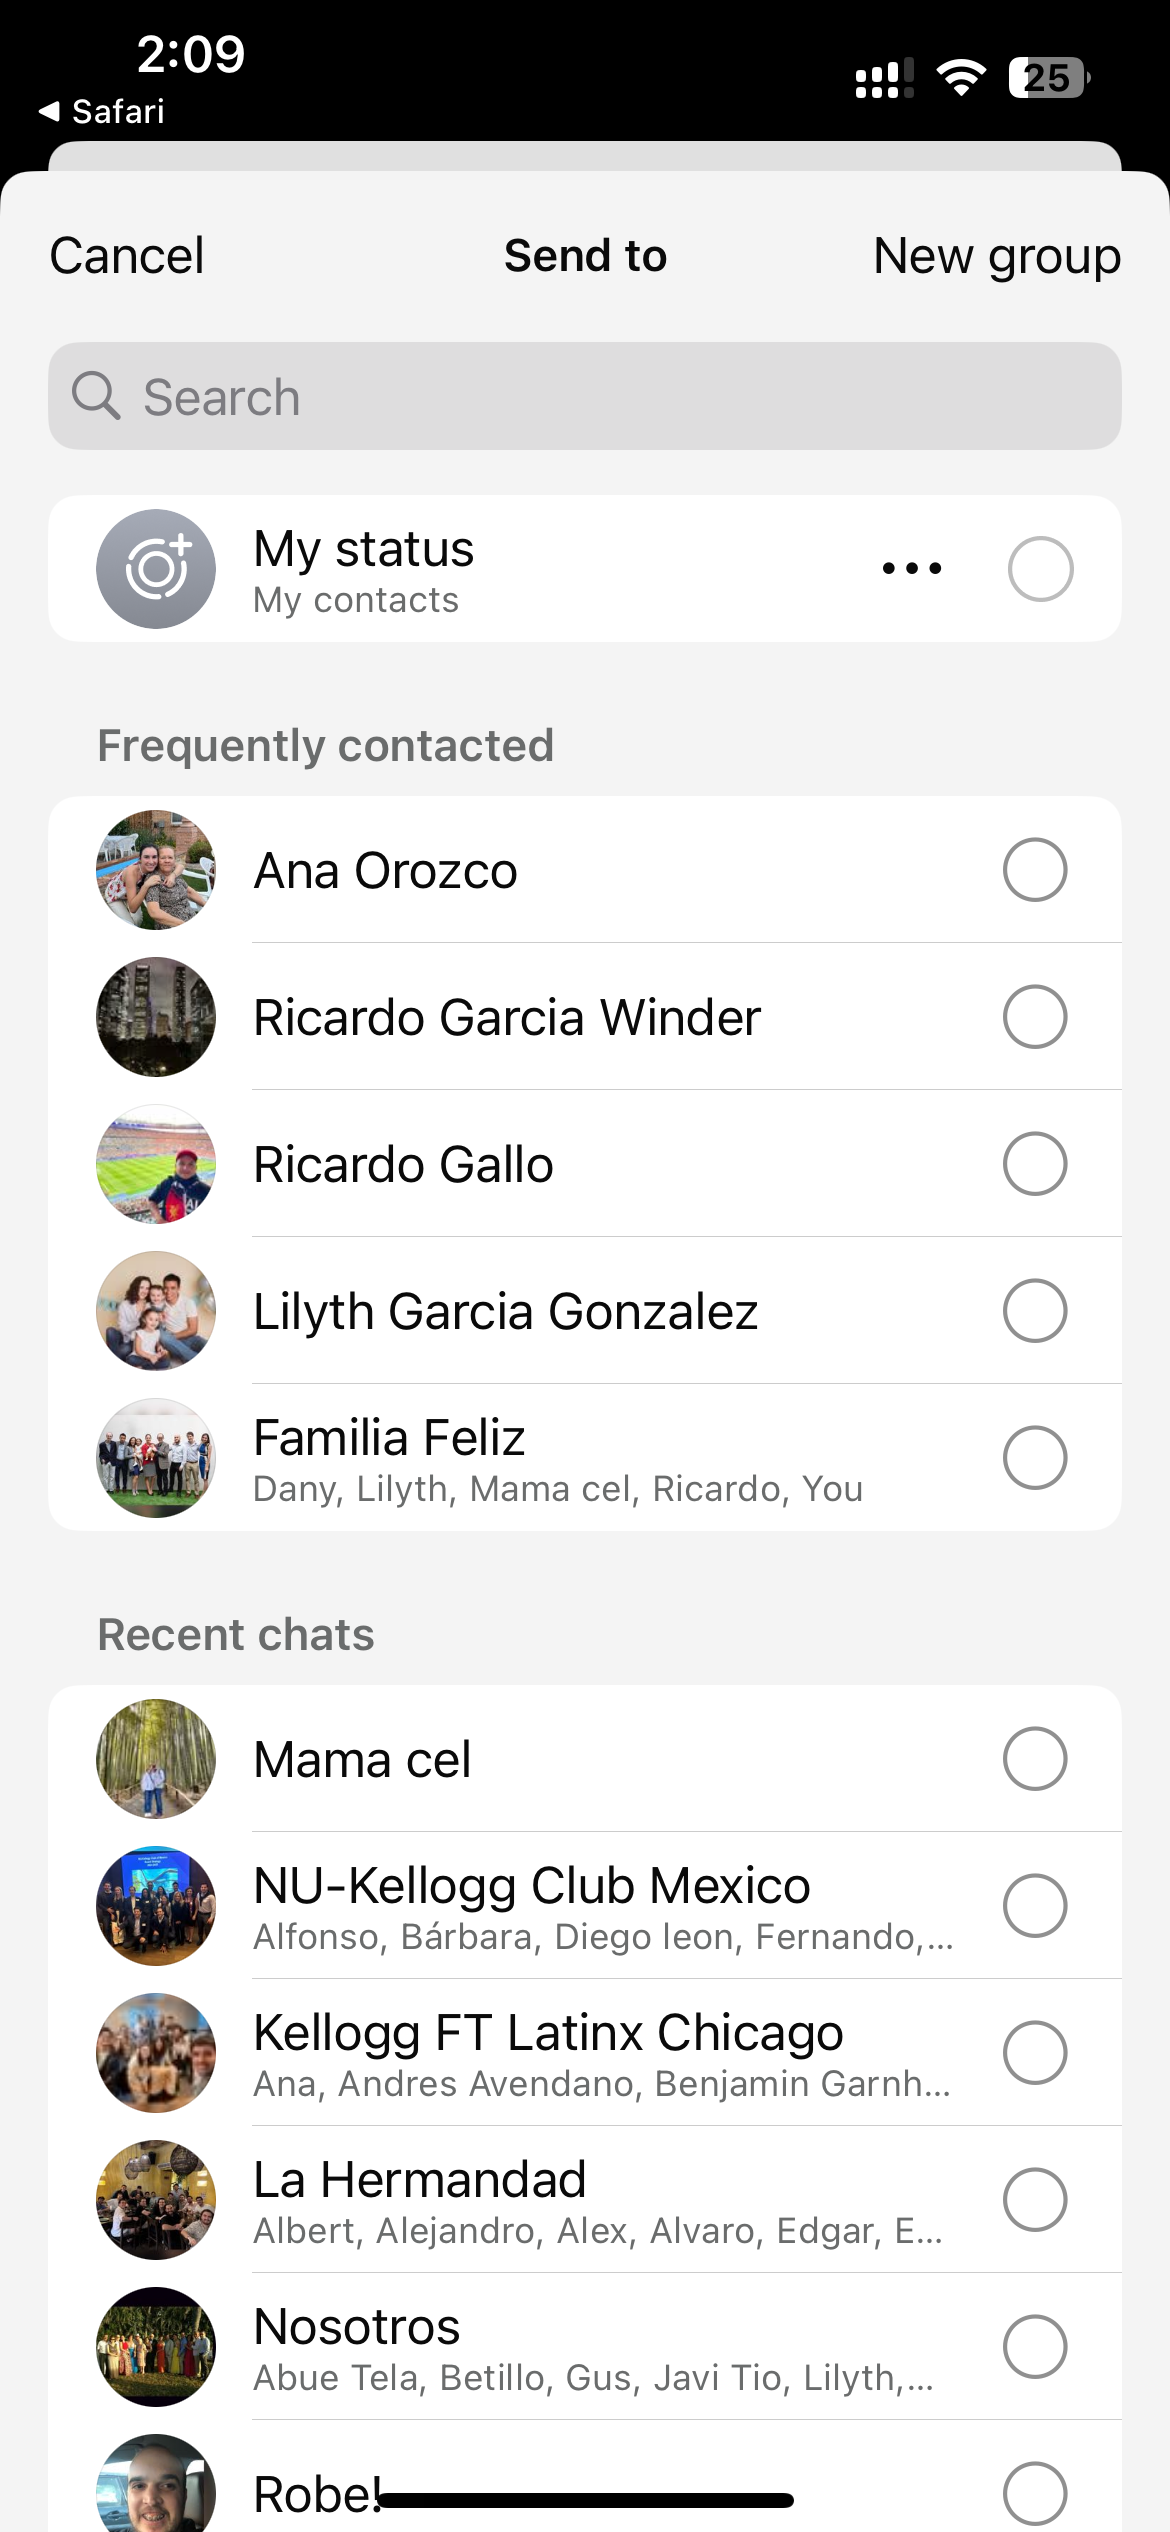 2:09
25
Safari
Cancel
Send to
New group
Search
My status
My contacts
Frequently contacted
Ana Orozco
Ricardo Garcia Winder
Ricardo Gallo
Lilyth Garcia Gonzalez
Familia Feliz
Dany, Lilyth, Mama cel, Ricardo, You
Recent chats
Mama cel
NU-Kellogg Club Mexico
Alfonso, Bárbara, Diego leon, Fernando,...
Kellogg FT Latinx Chicago
Ana, Andres Avendano, Benjamin Garnh...
La Hermandad
Albert, Alejandro, Alex, Alvaro, Edgar, E...
Nosotros
Abue Tela, Betillo, Gus, Javi Tio, Lilyth,...
Robe!